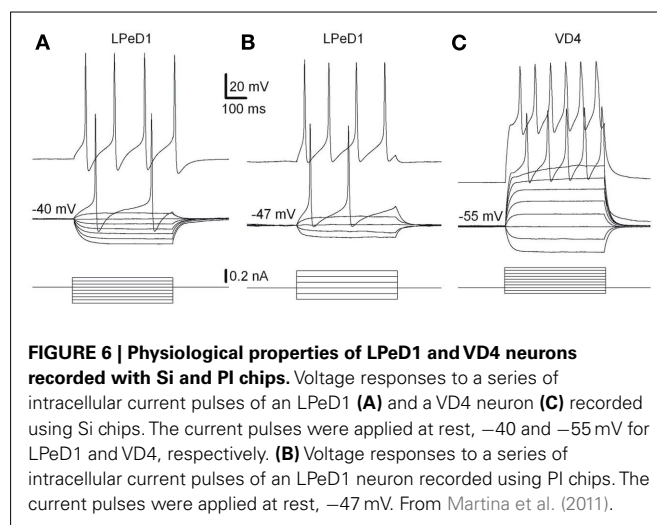 A
LPeD1
B
LPeD1
C
VD4
20 mV
100 ms
-40 mV
-47 mV
-55 mV
0.2 nA
FIGURE 6 | Physiological properties of LPeD1 and VD4 neurons
recorded with Si and PI chips. Voltage responses to a series of
intracellular current pulses of an LPeD1 (A) and a VD4 neuron (C) recorded
using Si chips. The current pulses were applied at rest, −40 and −55 mV for
LPeD1 and VD4, respectively. (B) Voltage responses to a series of
intracellular current pulses of an LPeD1 neuron recorded using PI chips. The
current pulses were applied at rest, −47 mV. From Martina et al. (2011).